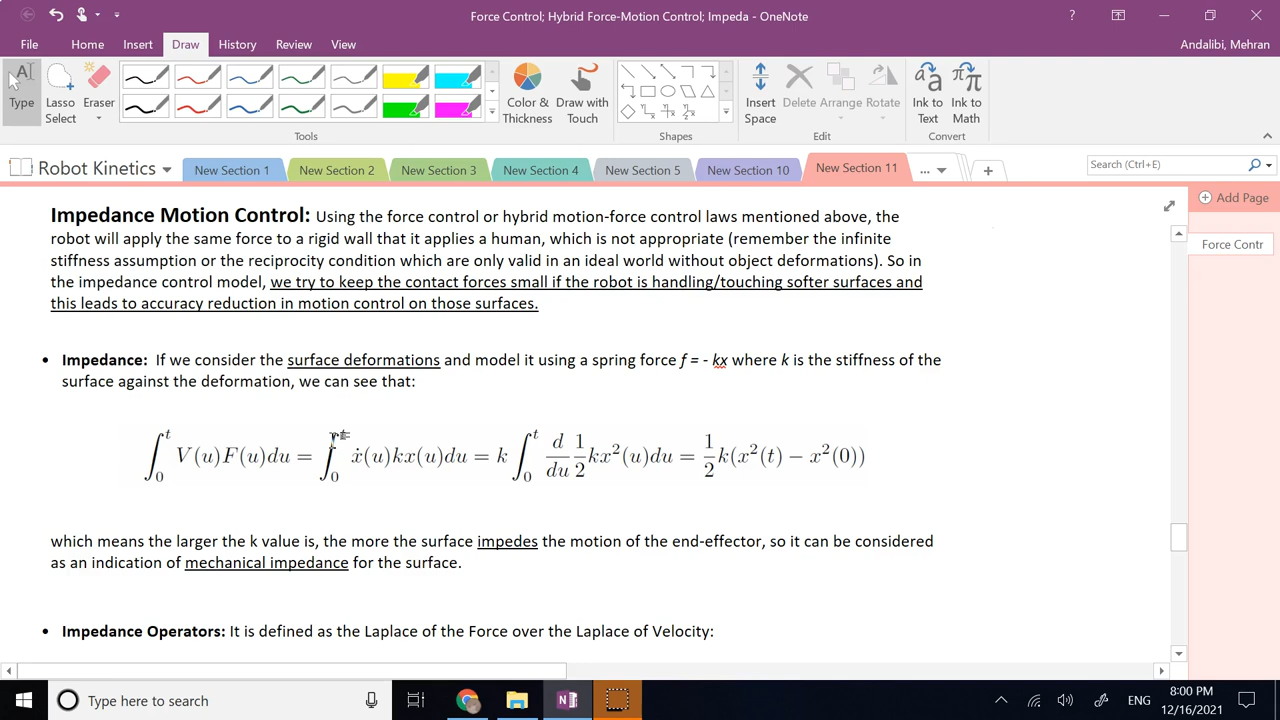 Force Control; Hybrid Force-Motion Control; Impeda - OneNote
File Home Insert Draw History Review View
Andalibi, Mehran
Type
Lasso Select
Eraser
Color & Thickness
Draw with Touch
Insert Space
Delete
Arrange
Rotate
Ink to Text
Ink to Math
Tools
Shapes
Edit
Convert
Robot Kinetics
New Section 1
New Section 2
New Section 3
New Section 4
New Section 5
New Section 10
New Section 11
...
Search (Ctrl+E)
Add Page
Force Contr
Impedance Motion Control: Using the force control or hybrid motion-force control laws mentioned above, the
robot will apply the same force to a rigid wall that it applies a human, which is not appropriate (remember the infinite
stiffness assumption or the reciprocity condition which are only valid in an ideal world without object deformations). So in
the impedance control model, we try to keep the contact forces small if the robot is handling/touching softer surfaces and
this leads to accuracy reduction in motion control on those surfaces.
• Impedance: If we consider the surface deformations and model it using a spring force f = - kx where k is the stiffness of the
surface against the deformation, we can see that:
∫₀ᵗ V(u)F(u)du = ∫₀ᵗ ẋ(u)kx(u)du = k ∫₀ᵗ d/du 1/2 kx²(u)du = 1/2 k(x²(t) − x²(0))
which means the larger the k value is, the more the surface impedes the motion of the end-effector, so it can be considered
as an indication of mechanical impedance for the surface.
• Impedance Operators: It is defined as the Laplace of the Force over the Laplace of Velocity:
Type here to search
ENG
8:00 PM
12/16/2021